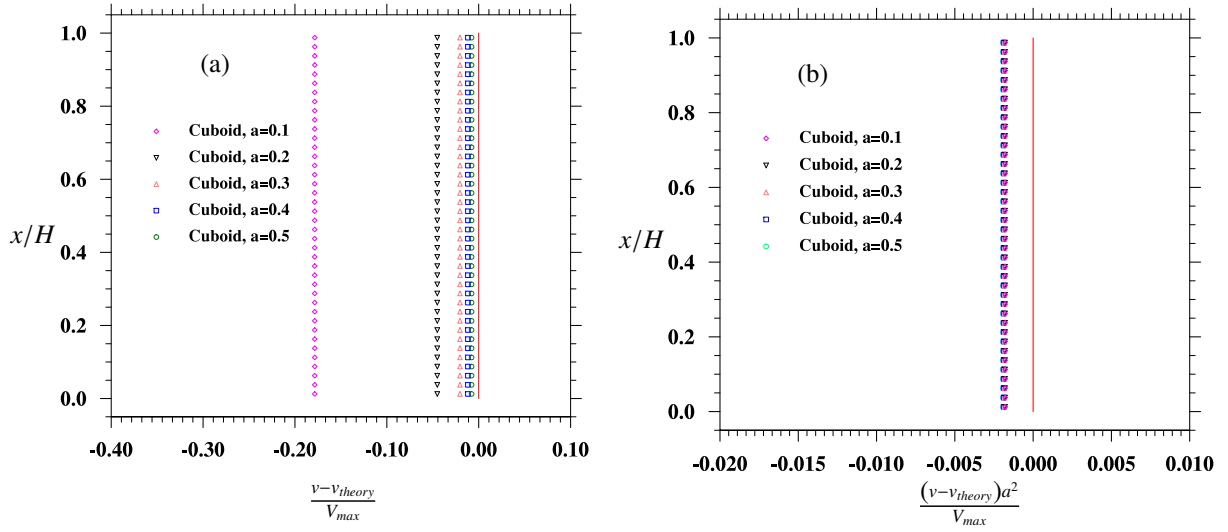 (a)
1.0
0.8
0.6
0.4
0.2
0.0
x/H
Cuboid, a=0.1
Cuboid, a=0.2
Cuboid, a=0.3
Cuboid, a=0.4
Cuboid, a=0.5
-0.40 -0.30 -0.20 -0.10 0.00 0.10
v−v_theory
V_max
(b)
1.0
0.8
0.6
0.4
0.2
0.0
x/H
Cuboid, a=0.1
Cuboid, a=0.2
Cuboid, a=0.3
Cuboid, a=0.4
Cuboid, a=0.5
-0.020 -0.015 -0.010 -0.005 0.000 0.005 0.010
(v−v_theory)a²
V_max